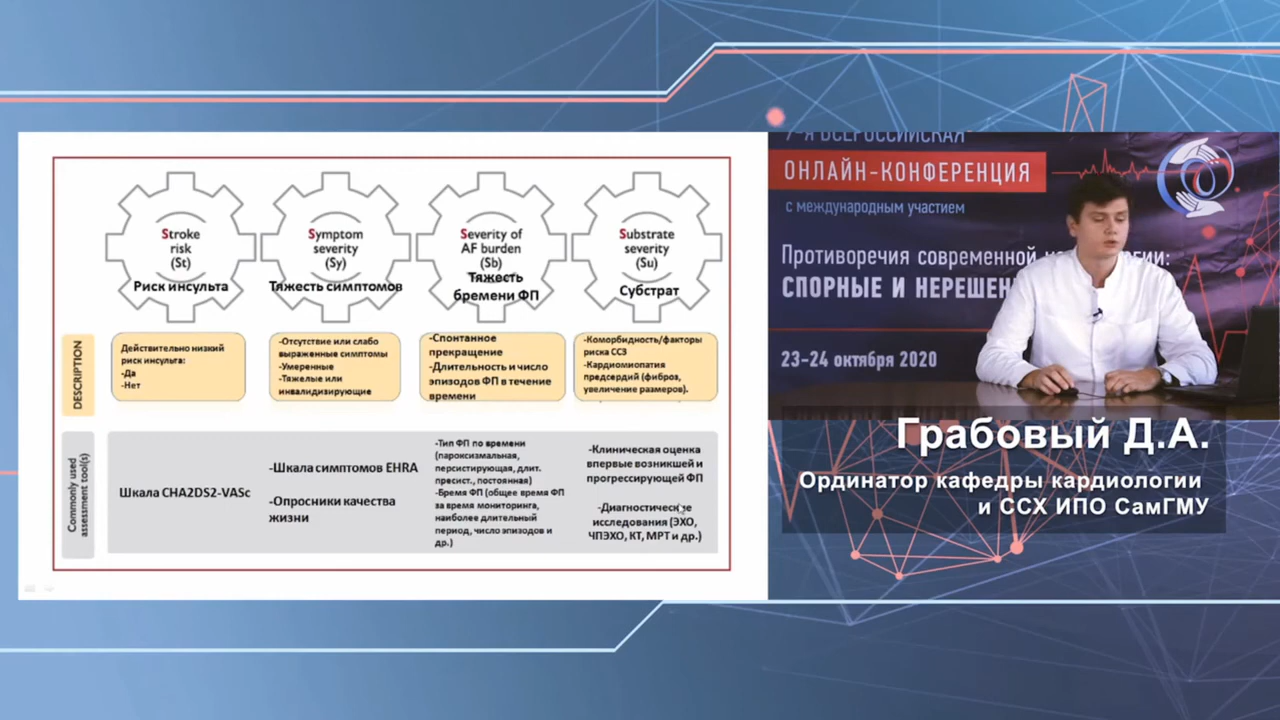 Stroke
risk
(St)
Риск инсульта
Symptom
severity
(Sy)
Тяжесть симптомов
Severity of
AF burden
(Sb)
Тяжесть
бремени ФП
Substrate
severity
(Su)
Субстрат
DESCRIPTION
Действительно низкий
риск инсульта:
-Да
-Нет
-Отсутствие или слабо
выраженные симптомы
-Умеренные
-Тяжелые или
инвалидизирующие
-Спонтанное
прекращение
-Длительность и число
эпизодов ФП в течение
времени
-Коморбидность/факторы
риска ССЗ
-Кардиомиопатия
предсердий (фиброз,
увеличение размеров).
Commonly used
assessment tool(s)
Шкала CHA2DS2-VASc
-Шкала симптомов EHRA
-Опросники качества
жизни
-Тип ФП по времени
(пароксизмальная,
персистирующая, длит.
пресист., постоянная)
-Бремя ФП (общее время ФП
за время мониторинга,
наиболее длительный
период, число эпизодов и
др.)
-Клиническая оценка
впервые возникшей и
прогрессирующей ФП
-Диагностические
исследования (ЭХО,
ЧПЭХО, КТ, МРТ и др.)
7-я ВСЕРОССИЙСКАЯ
ОНЛАЙН-КОНФЕРЕНЦИЯ
с международным участием
Противоречия современной
СПОРНЫЕ И
23-24 октября 2020
Грабовый Д.А.
Ординатор кафедры кардиологии
и ССХ ИПО СамГМУ